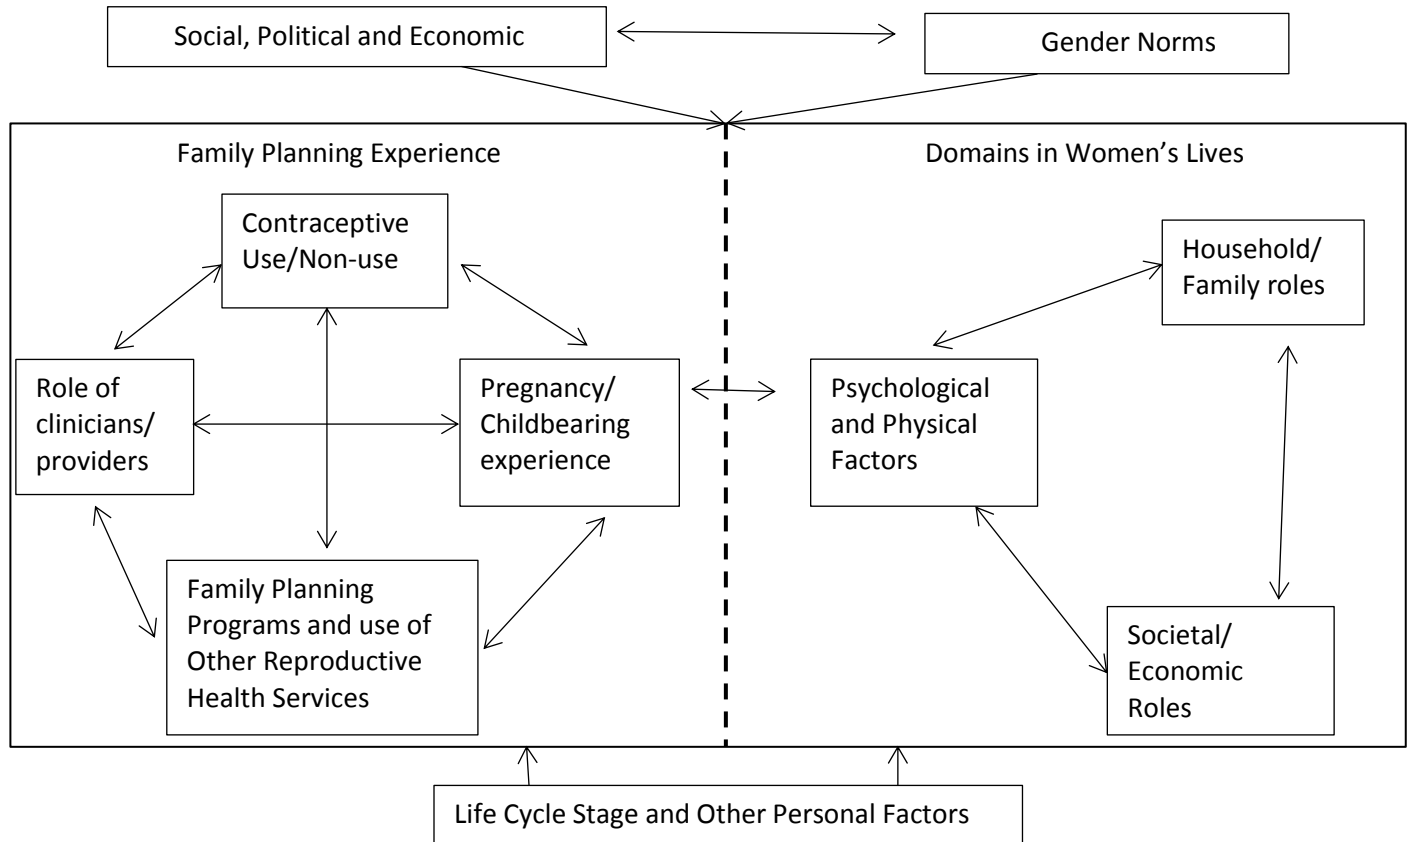 Social, Political and Economic
Gender Norms
Family Planning Experience
Domains in Women’s Lives
Contraceptive
Use/Non-use
Household/
Family roles
Role of
clinicians/
providers
Pregnancy/
Childbearing
experience
Psychological
and Physical
Factors
Family Planning
Programs and use of
Other Reproductive
Health Services
Societal/
Economic
Roles
Life Cycle Stage and Other Personal Factors